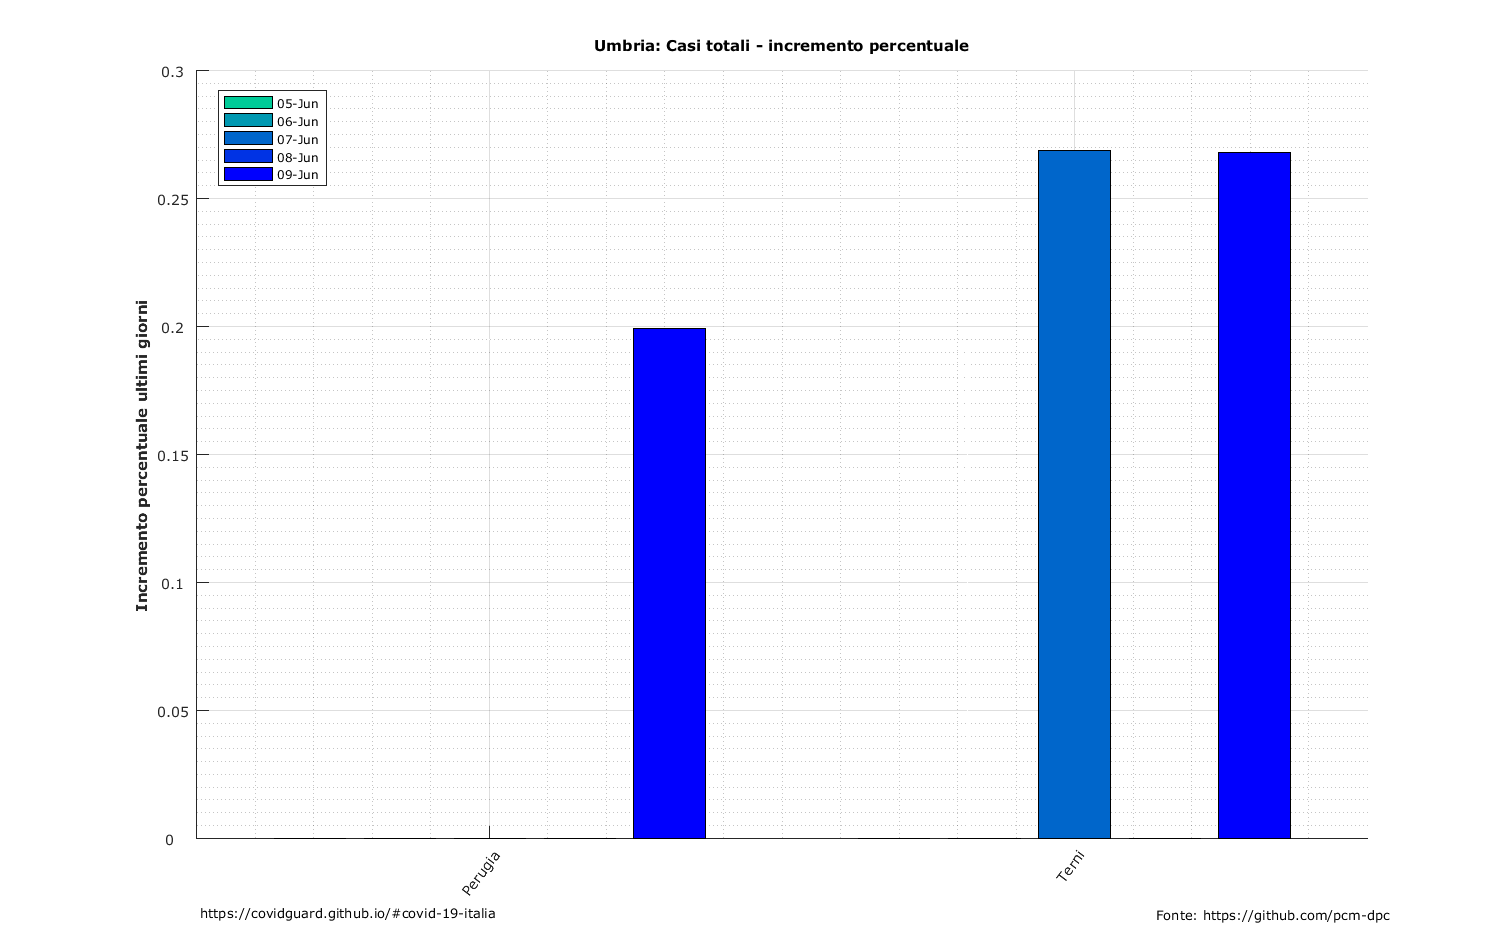 Umbria: Casi totali - incremento percentuale
05-Jun
06-Jun
07-Jun
08-Jun
09-Jun
Incremento percentuale ultimi giorni
0.3
0.25
0.2
0.15
0.1
0.05
0
Perugia
Terni
https://covidguard.github.io/#covid-19-italia
Fonte: https://github.com/pcm-dpc